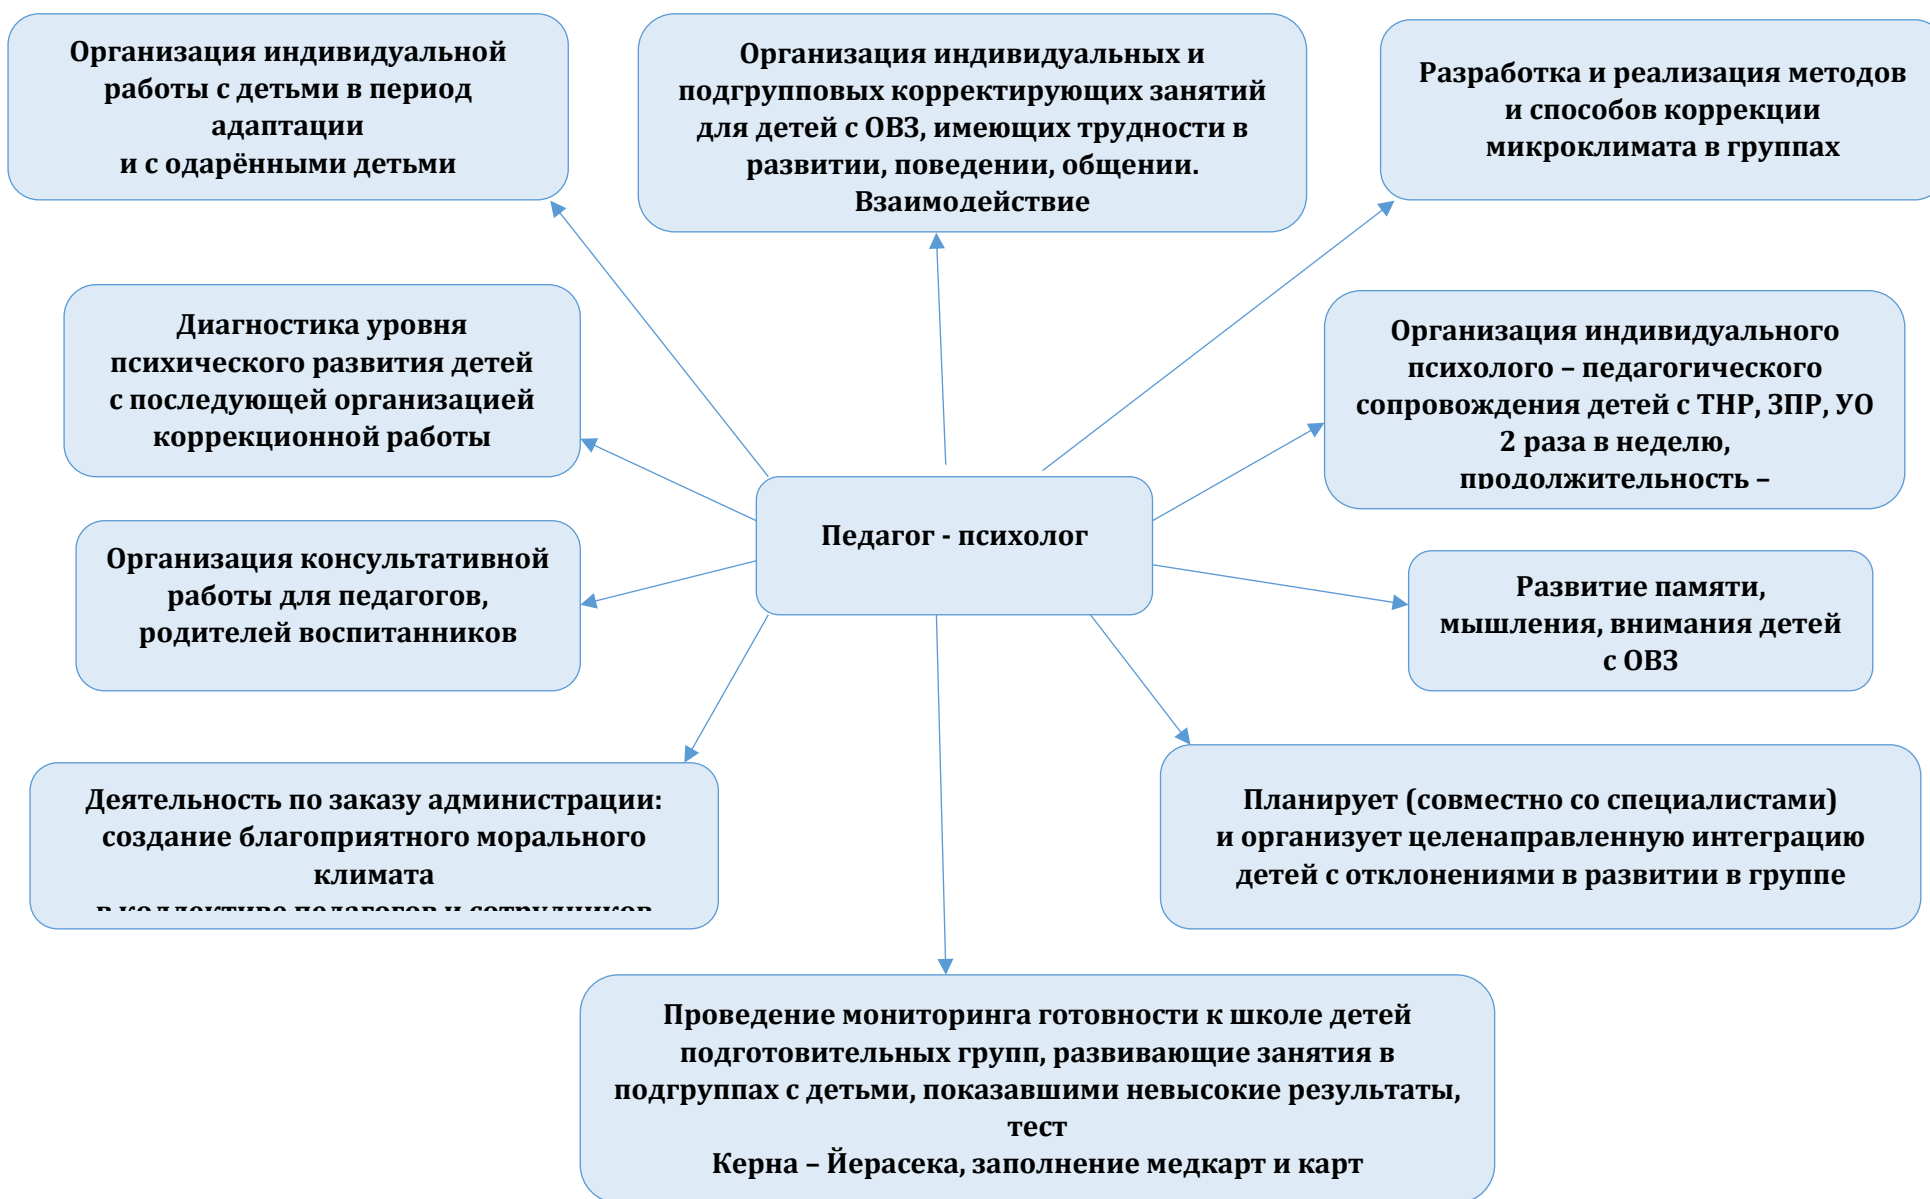 Организация индивидуальной
работы с детьми в период
адаптации
и с одарёнными детьми
Организация индивидуальных и
подгрупповых корректирующих занятий
для детей с ОВЗ, имеющих трудности в
развитии, поведении, общении.
Взаимодействие
Разработка и реализация методов
и способов коррекции
микроклимата в группах
Диагностика уровня
психического развития детей
с последующей организацией
коррекционной работы
Организация индивидуального
психолого – педагогического
сопровождения детей с ТНР, ЗПР, УО
2 раза в неделю,
продолжительность –
Педагог - психолог
Организация консультативной
работы для педагогов,
родителей воспитанников
Развитие памяти,
мышления, внимания детей
с ОВЗ
Деятельность по заказу администрации:
создание благоприятного морального
климата
в коллективе педагогов и сотрудников
Планирует (совместно со специалистами)
и организует целенаправленную интеграцию
детей с отклонениями в развитии в группе
Проведение мониторинга готовности к школе детей
подготовительных групп, развивающие занятия в
подгруппах с детьми, показавшими невысокие результаты,
тест
Керна – Йерасека, заполнение медкарт и карт